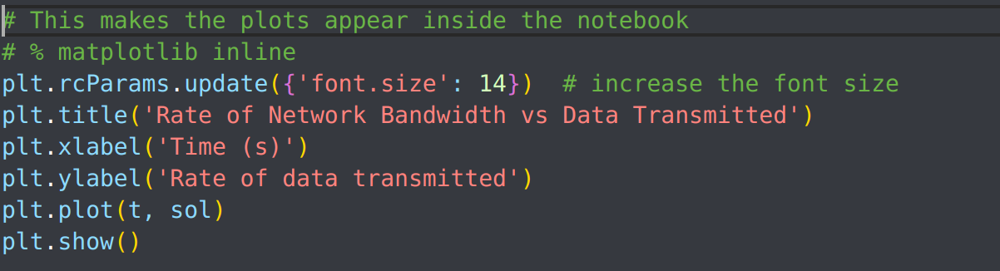 # This makes the plots appear inside the notebook
# % matplotlib inline
plt.rcParams.update({'font.size': 14})  # increase the font size
plt.title('Rate of Network Bandwidth vs Data Transmitted')
plt.xlabel('Time (s)')
plt.ylabel('Rate of data transmitted')
plt.plot(t, sol)
plt.show()